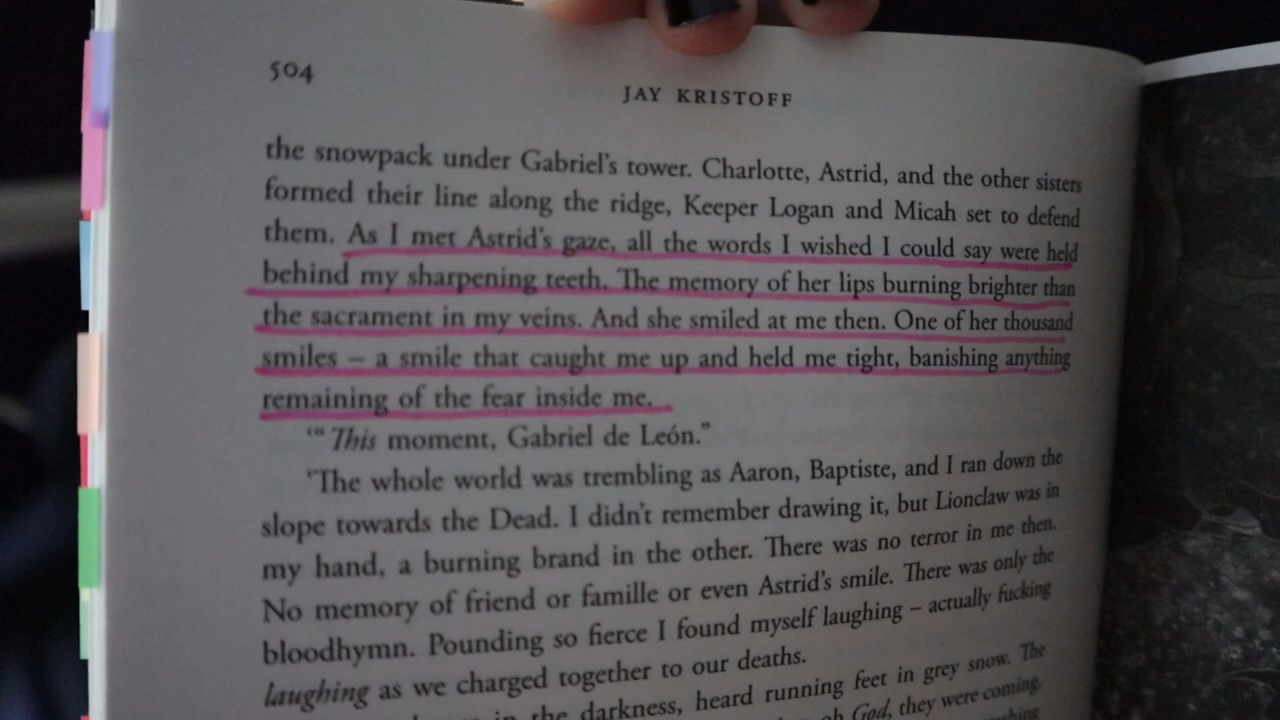 504
JAY KRISTOFF
the snowpack under Gabriel's tower. Charlotte, Astrid, and the other sisters
formed their line along the ridge, Keeper Logan and Micah set to defend
them. As I met Astrid's gaze, all the words I wished I could say were held
behind my sharpening teeth. The memory of her lips burning brighter than
the sacrament in my veins. And she smiled at me then. One of her thousand
smiles – a smile that caught me up and held me tight, banishing anything
remaining of the fear inside me.
'“This moment, Gabriel de León.”
'The whole world was trembling as Aaron, Baptiste, and I ran down the
slope towards the Dead. I didn't remember drawing it, but Lionclaw was in
my hand, a burning brand in the other. There was no terror in me then.
No memory of friend or famille or even Astrid's smile. There was only the
bloodhymn. Pounding so fierce I found myself laughing – actually fucking
laughing as we charged together to our deaths.
in the darkness, heard running feet in grey snow. The
oh God, they were coming.